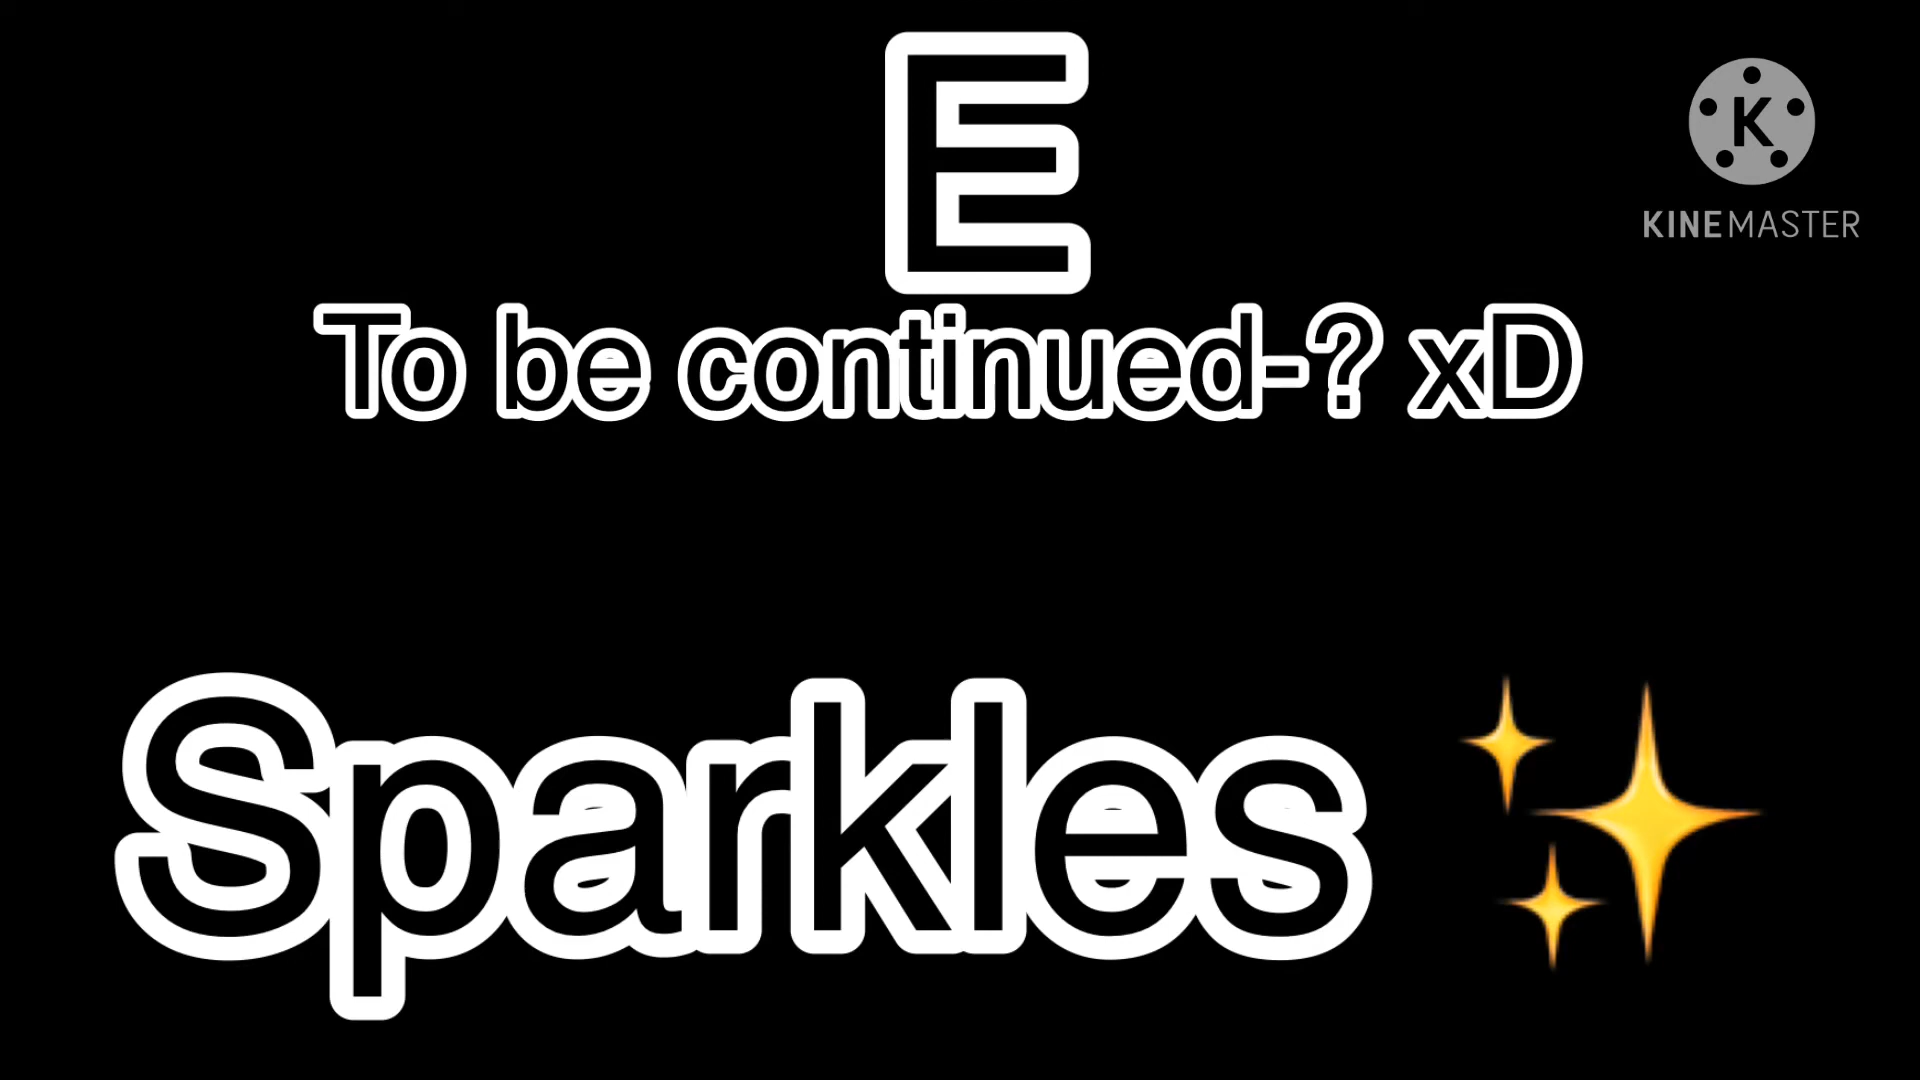 E
K
KINEMASTER
To be continued-? xD
Sparkles ✨